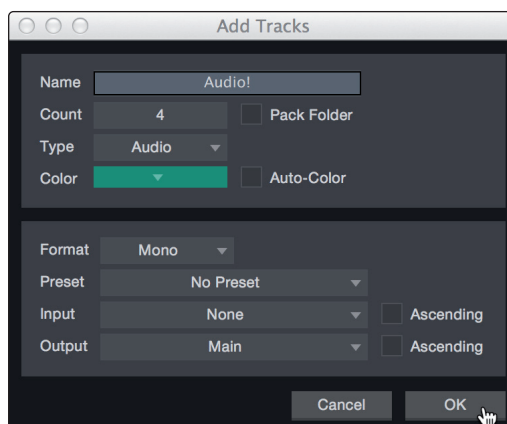 Add Tracks
Name Audio!
Count 4 Pack Folder
Type Audio
Color Auto-Color
Format Mono
Preset No Preset
Input None Ascending
Output Main Ascending
Cancel OK